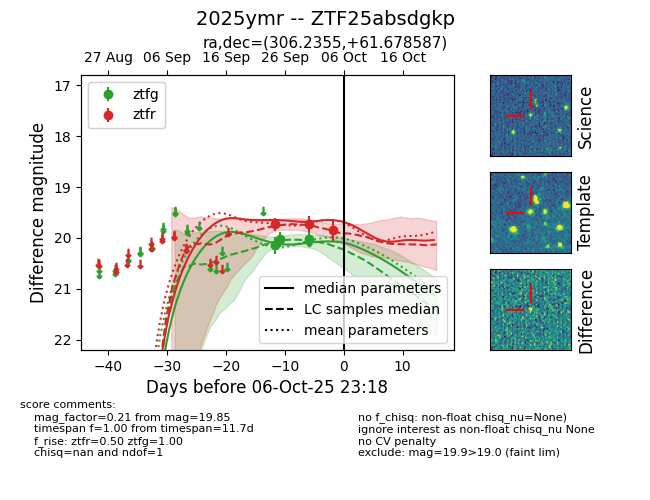 2025ymr -- ZTF25absdgkp
ra,dec=(306.2355,+61.678587)
27 Aug 06 Sep 16 Sep 26 Sep 06 Oct 16 Oct
ztfg
ztfr
17
18
19
20
21
22
Difference magnitude
median parameters
LC samples median
mean parameters
−40 −30 −20 −10 0 10
Days before 06-Oct-25 23:18
Science
Template
Difference
score comments:
mag_factor=0.21 from mag=19.85
timespan f=1.00 from timespan=11.7d
f_rise: ztfr=0.50 ztfg=1.00
chisq=nan and ndof=1
no f_chisq: non-float chisq_nu=None)
ignore interest as non-float chisq_nu None
no CV penalty
exclude: mag=19.9>19.0 (faint lim)